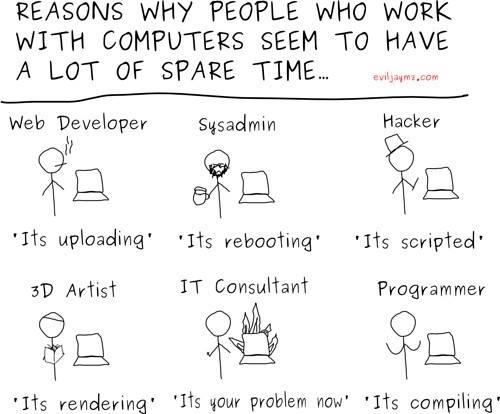 REASONS WHY PEOPLE WHO WORK
WITH COMPUTERS SEEM TO HAVE
A LOT OF SPARE TIME...
eviljaymz.com
Web Developer
Sysadmin
Hacker
'Its uploading'
'Its rebooting'
'Its scripted'
3D Artist
IT Consultant
Programmer
'Its rendering'
'Its your problem now'
'Its compiling'